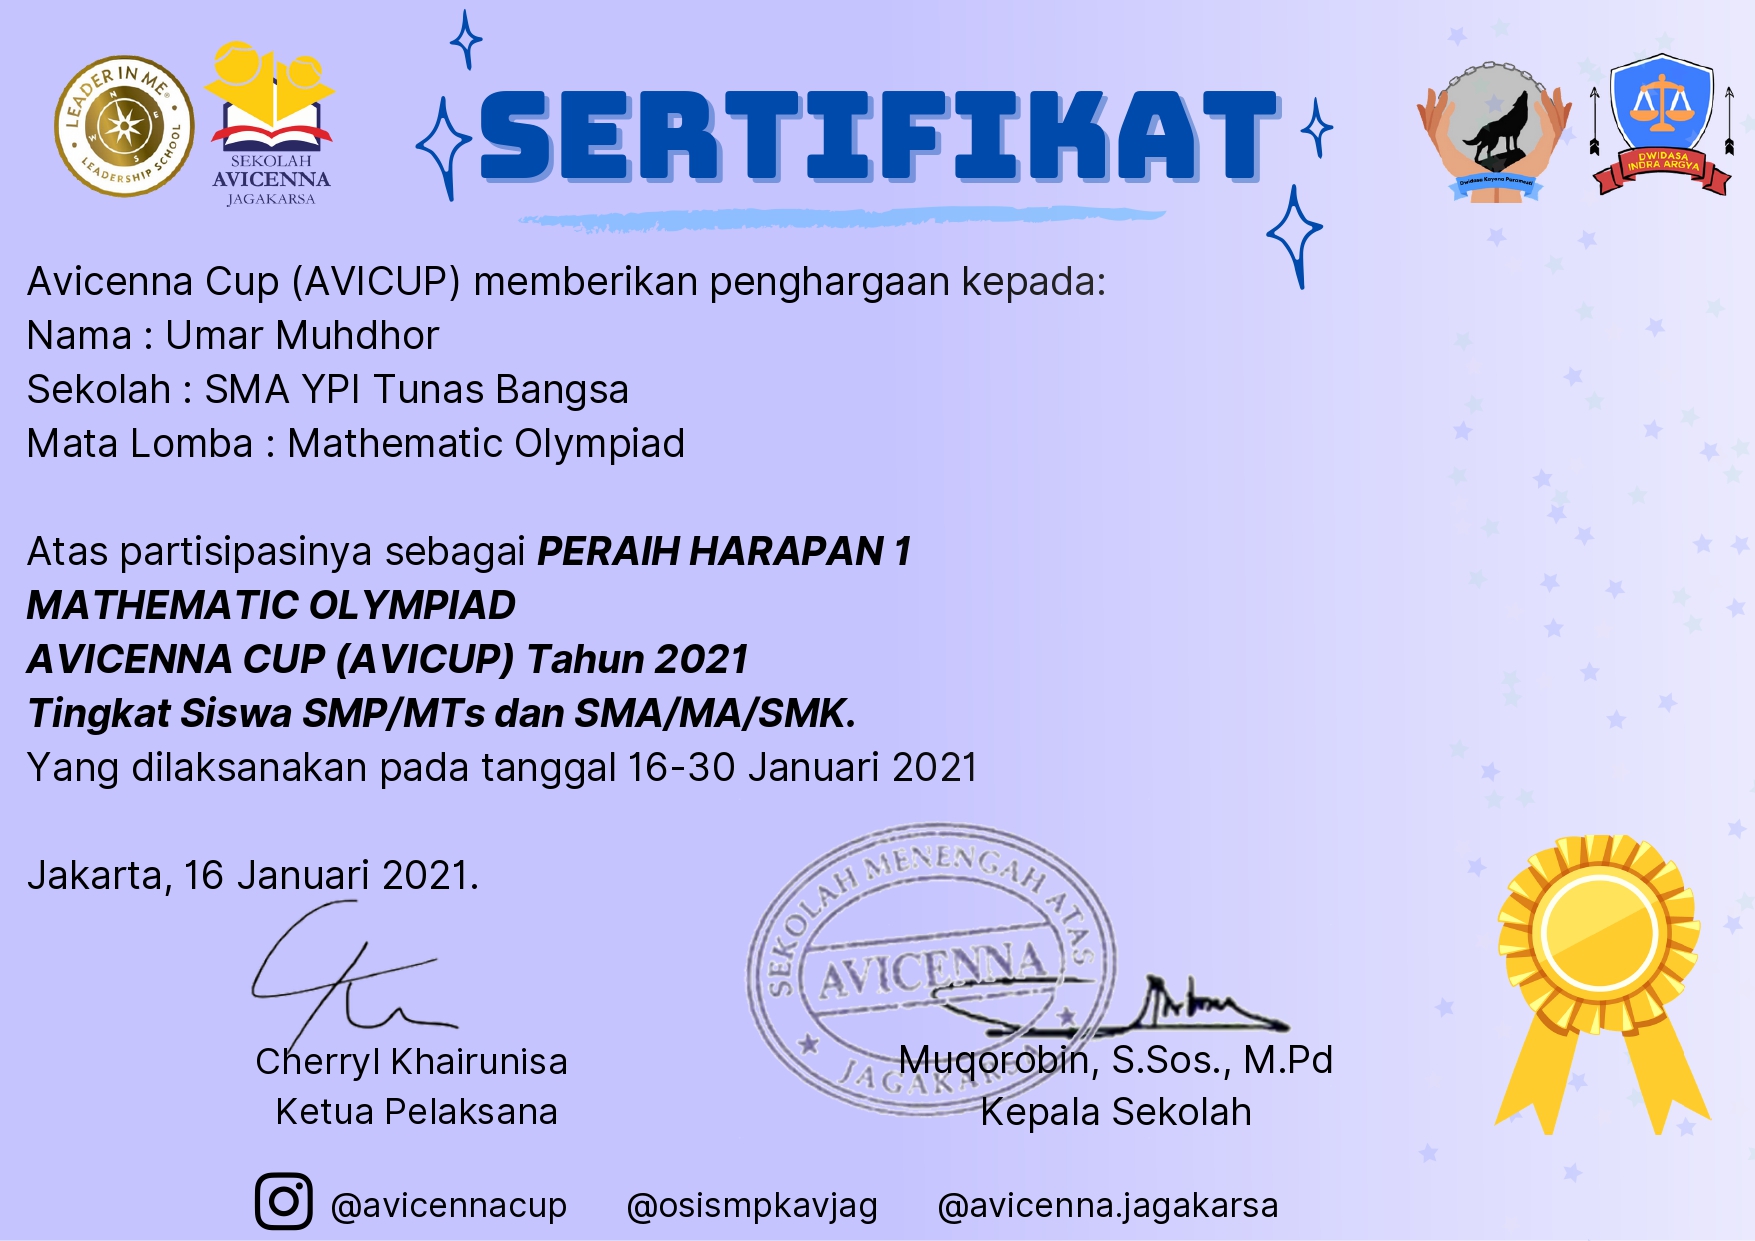 LEADER IN ME®
LEADERSHIP SCHOOL
N
E
S
W
SEKOLAH
AVICENNA
JAGAKARSA
SERTIFIKAT
Dwidasa Kayana Paramasti
DWIDASA
INDRA ARGYA
Avicenna Cup (AVICUP) memberikan penghargaan kepada:
Nama : Umar Muhdhor
Sekolah : SMA YPI Tunas Bangsa
Mata Lomba : Mathematic Olympiad
Atas partisipasinya sebagai PERAIH HARAPAN 1
MATHEMATIC OLYMPIAD
AVICENNA CUP (AVICUP) Tahun 2021
Tingkat Siswa SMP/MTs dan SMA/MA/SMK.
Yang dilaksanakan pada tanggal 16-30 Januari 2021
Jakarta, 16 Januari 2021.
SEKOLAH MENENGAH ATAS
AVICENNA
JAGAKARSA
Cherryl Khairunisa
Ketua Pelaksana
Muqorobin, S.Sos., M.Pd
Kepala Sekolah
@avicennacup
@osismpkavjag
@avicenna.jagakarsa